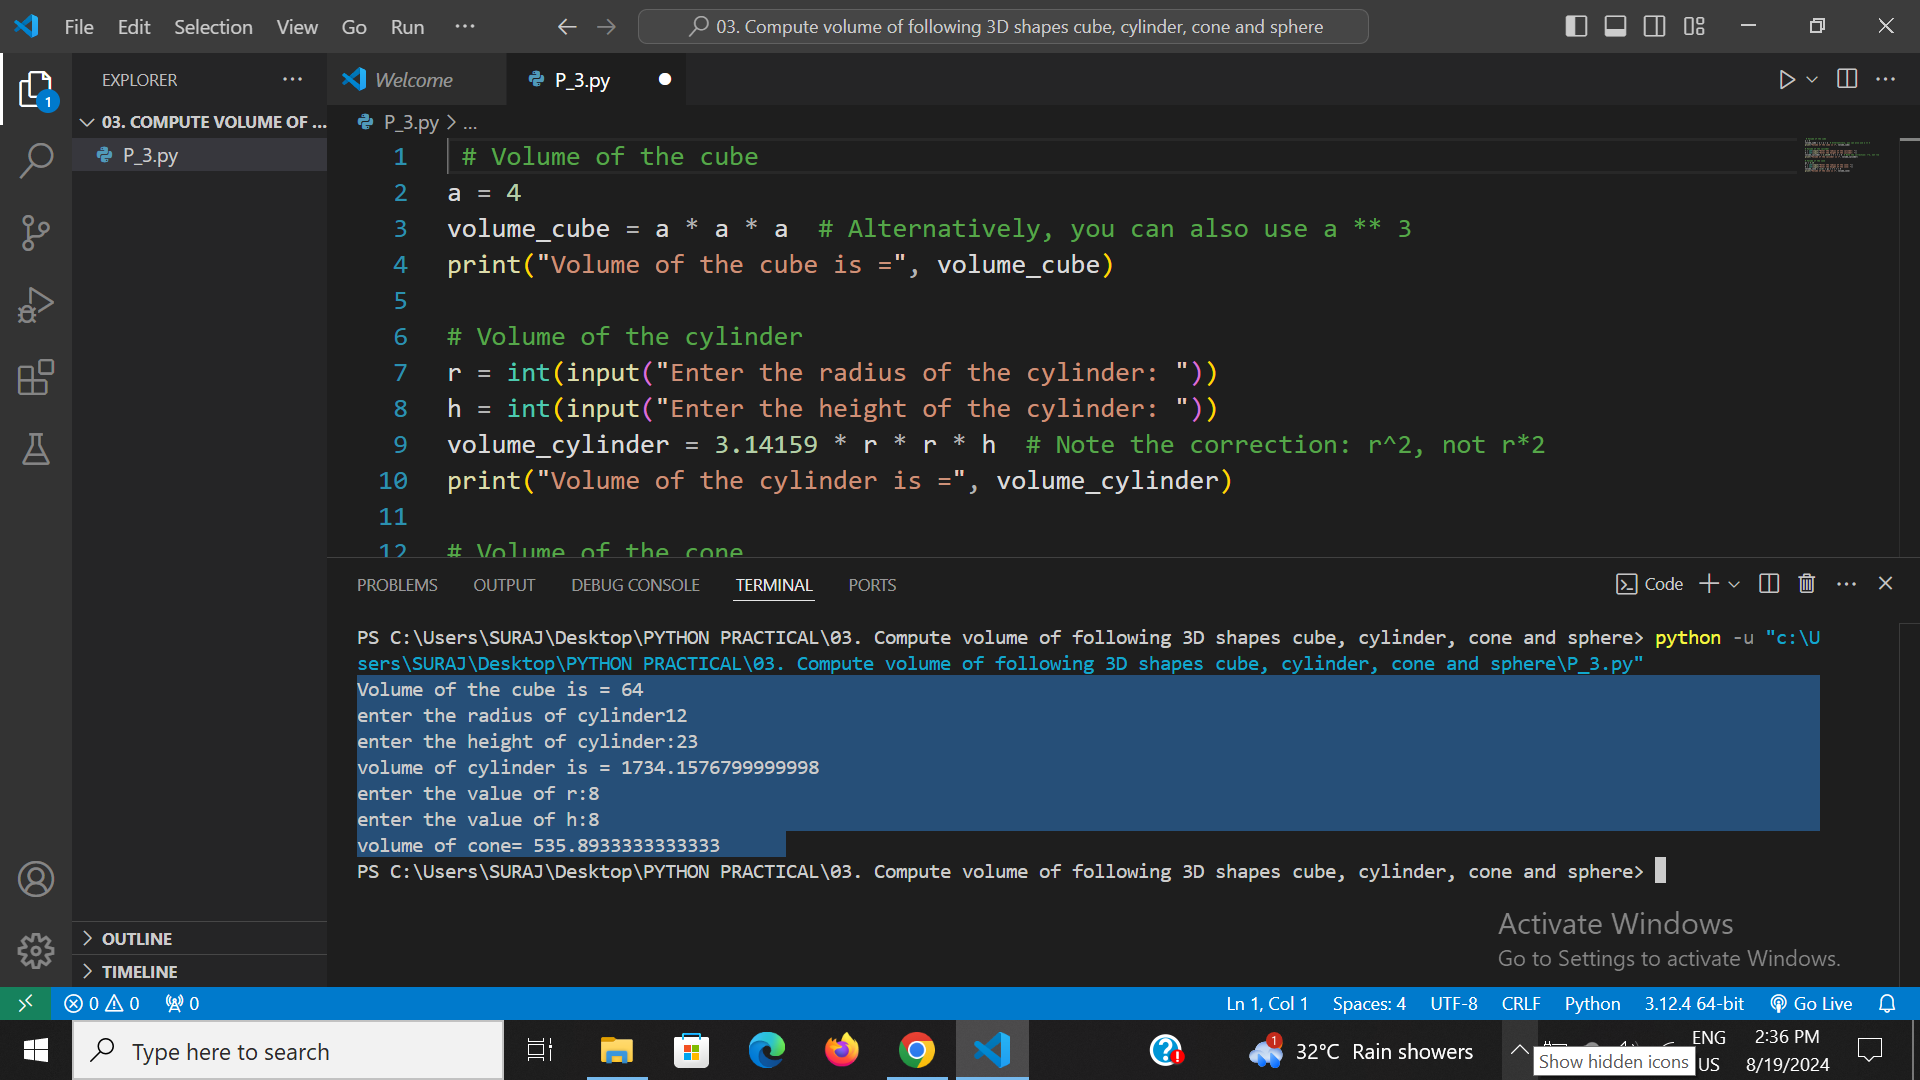 File Edit Selection View Go Run ...
03. Compute volume of following 3D shapes cube, cylinder, cone and sphere
EXPLORER
Welcome
P_3.py
1
03. COMPUTE VOLUME OF ...
P_3.py
P_3.py > ...
1 # Volume of the cube
2 a = 4
3 volume_cube = a * a * a # Alternatively, you can also use a ** 3
4 print("Volume of the cube is =", volume_cube)
5
6 # Volume of the cylinder
7 r = int(input("Enter the radius of the cylinder: "))
8 h = int(input("Enter the height of the cylinder: "))
9 volume_cylinder = 3.14159 * r * r * h # Note the correction: r^2, not r*2
10 print("Volume of the cylinder is =", volume_cylinder)
11
12 # Volume of the cone
PROBLEMS OUTPUT DEBUG CONSOLE TERMINAL PORTS
Code
PS C:\Users\SURAJ\Desktop\PYTHON PRACTICAL\03. Compute volume of following 3D shapes cube, cylinder, cone and sphere> python -u "c:\U
sers\SURAJ\Desktop\PYTHON PRACTICAL\03. Compute volume of following 3D shapes cube, cylinder, cone and sphere\P_3.py"
Volume of the cube is = 64
enter the radius of cylinder12
enter the height of cylinder:23
volume of cylinder is = 1734.1576799999998
enter the value of r:8
enter the value of h:8
volume of cone= 535.8933333333333
PS C:\Users\SURAJ\Desktop\PYTHON PRACTICAL\03. Compute volume of following 3D shapes cube, cylinder, cone and sphere>
Activate Windows
Go to Settings to activate Windows.
OUTLINE
TIMELINE
0 0 0
Ln 1, Col 1 Spaces: 4 UTF-8 CRLF Python 3.12.4 64-bit Go Live
Type here to search
1
32°C Rain showers
Show hidden icons
ENG
US
2:36 PM
8/19/2024